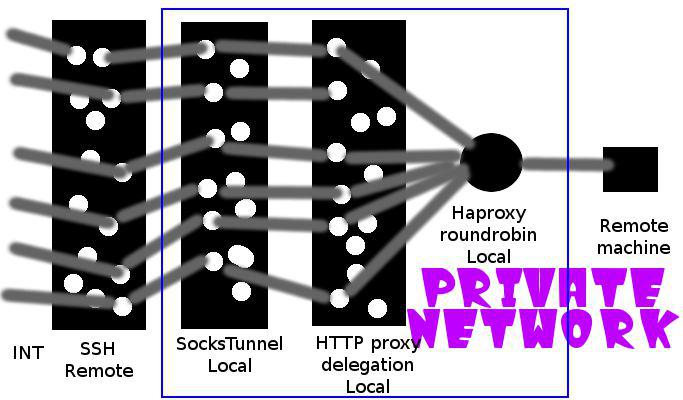 Haproxy
roundrobin
Local
Remote
machine
PRIVATE
NETWORK
INT
SSH
Remote
SocksTunnel
Local
HTTP proxy
delegation
Local